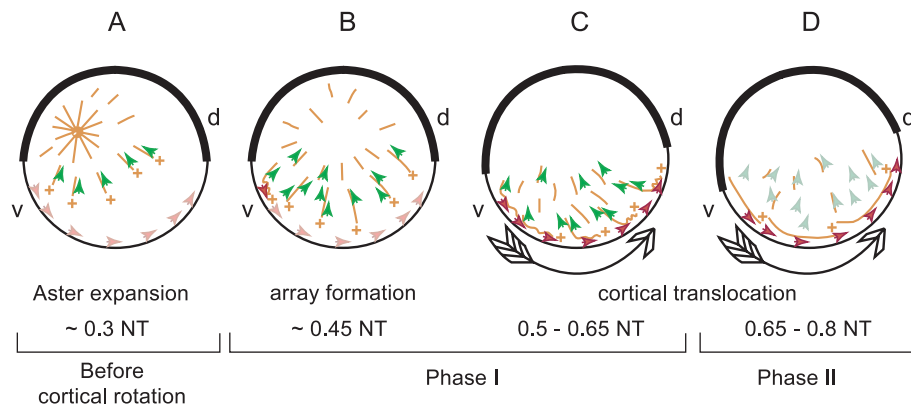 A B C D
d d d
v v v
Aster expansion array formation cortical translocation
~ 0.3 NT ~ 0.45 NT 0.5 - 0.65 NT 0.65 - 0.8 NT
Before
cortical rotation
Phase I
Phase II